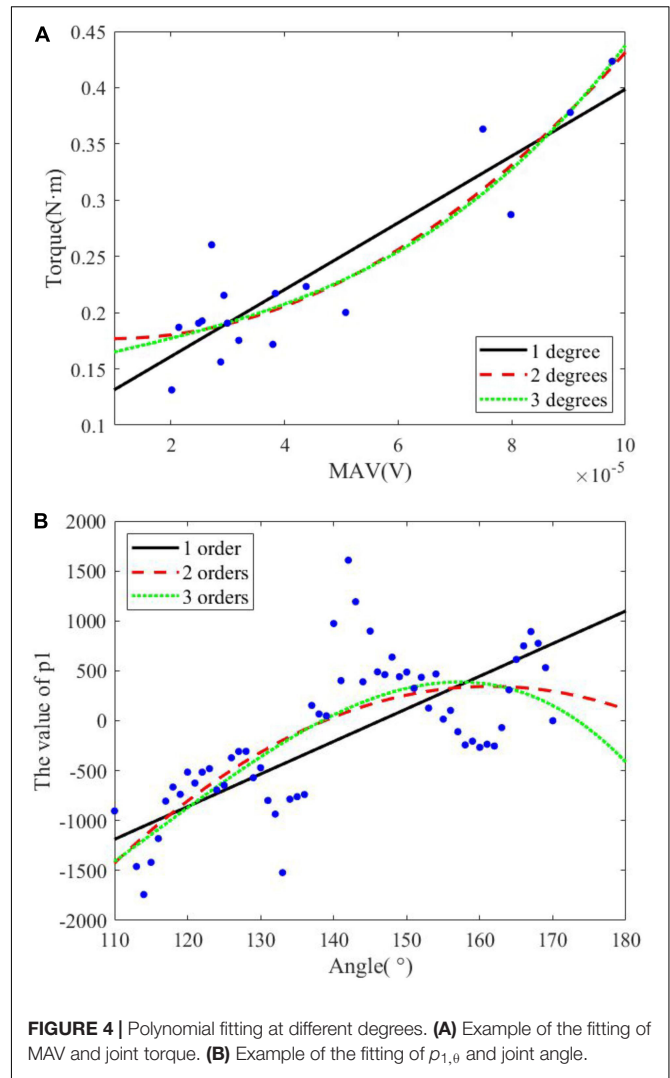 A
0.45
0.4
0.35
0.3
0.25
0.2
0.15
0.1
Torque(N·m)
1 degree
2 degrees
3 degrees
2 4 6 8 10
MAV(V)
×10⁻⁵
B
2000
1500
1000
500
0
-500
-1000
-1500
-2000
The value of p1
1 order
2 orders
3 orders
110 120 130 140 150 160 170 180
Angle( °)
FIGURE 4 | Polynomial fitting at different degrees. (A) Example of the fitting of
MAV and joint torque. (B) Example of the fitting of p₁,θ and joint angle.